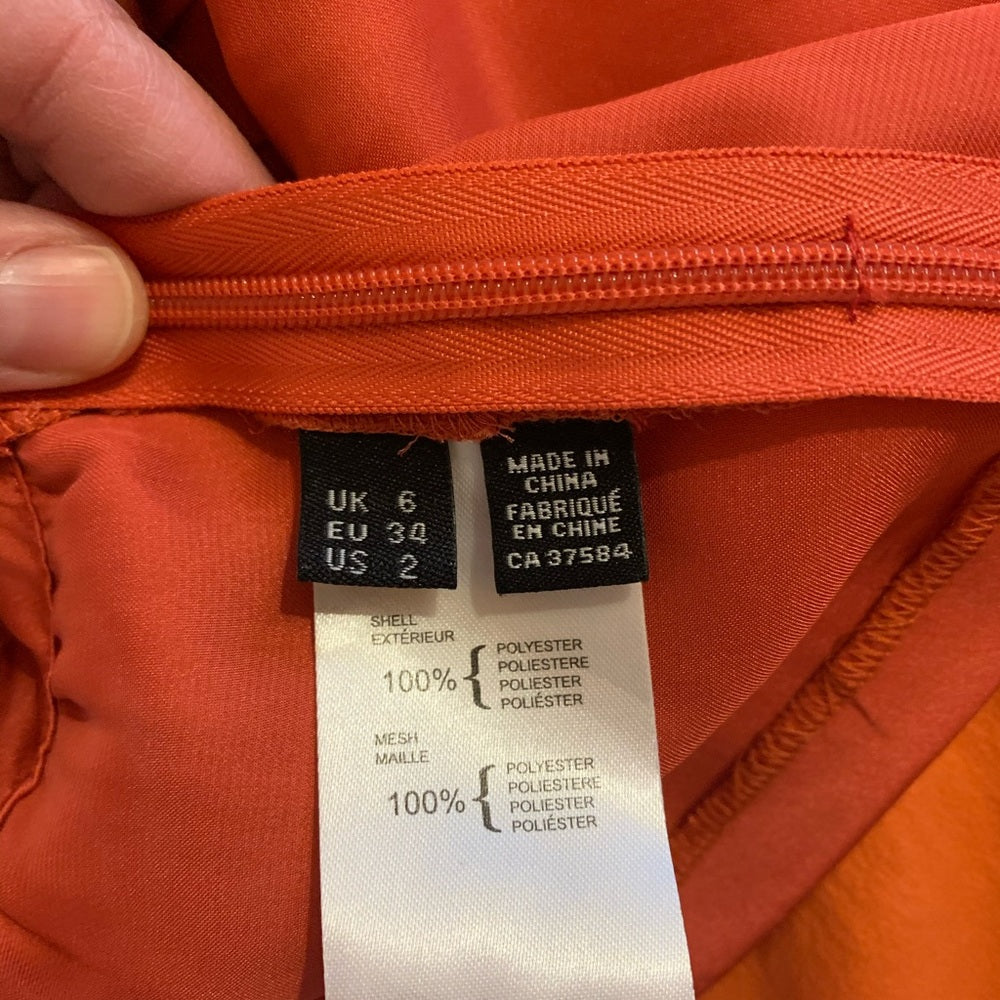 UK 6
EU 34
US 2
MADE IN
CHINA
FABRIQUÉ
EN CHINE
CA 37584
SHELL
EXTÉRIEUR
100% { POLYESTER
POLIESTERE
POLIESTER
POLIÉSTER
MESH
MAILLE
100% { POLYESTER
POLIESTERE
POLIESTER
POLIÉSTER